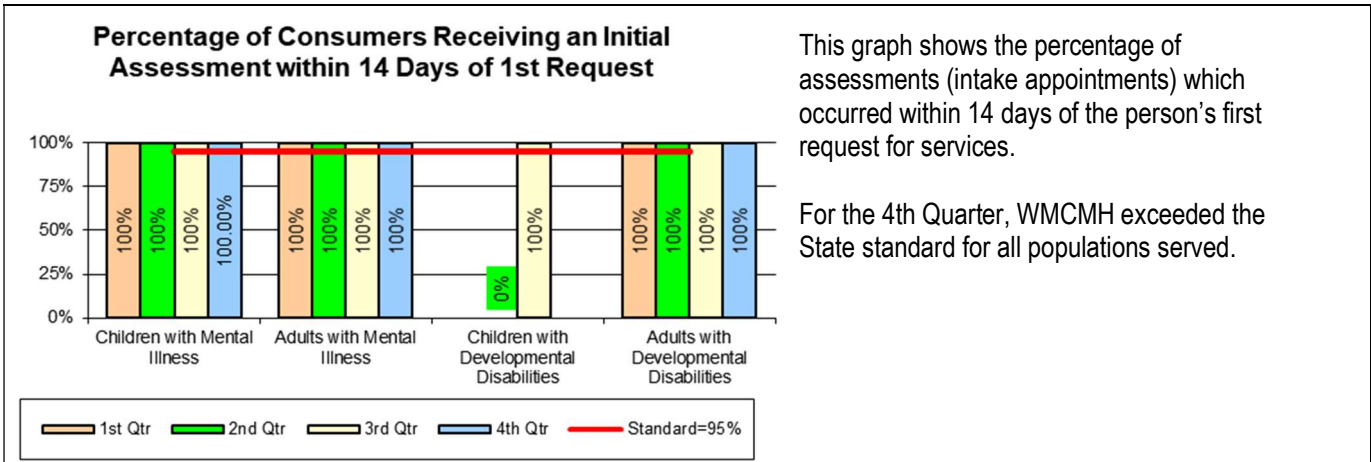 Percentage of Consumers Receiving an Initial
Assessment within 14 Days of 1st Request
100%
75%
50%
25%
0%
100%
100%
100%
100.00%
100%
100%
100%
100%
0%
100%
100%
100%
100%
100%
Children with Mental
Illness
Adults with Mental
Illness
Children with
Developmental
Disabilities
Adults with
Developmental
Disabilities
1st Qtr
2nd Qtr
3rd Qtr
4th Qtr
Standard=95%
This graph shows the percentage of
assessments (intake appointments) which
occurred within 14 days of the person’s first
request for services.
For the 4th Quarter, WMCMH exceeded the
State standard for all populations served.